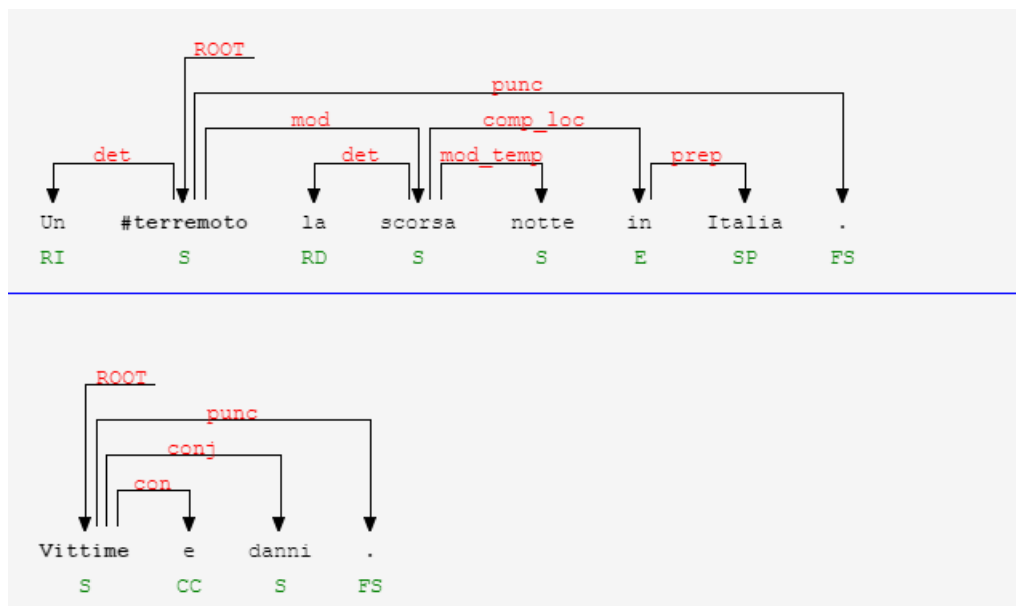 ROOT
punc
mod comp_loc
det det mod_temp prep
Un #terremoto la scorsa notte in Italia .
RI S RD S S E SP FS
ROOT
punc
conj
con
Vittime e danni .
S CC S FS